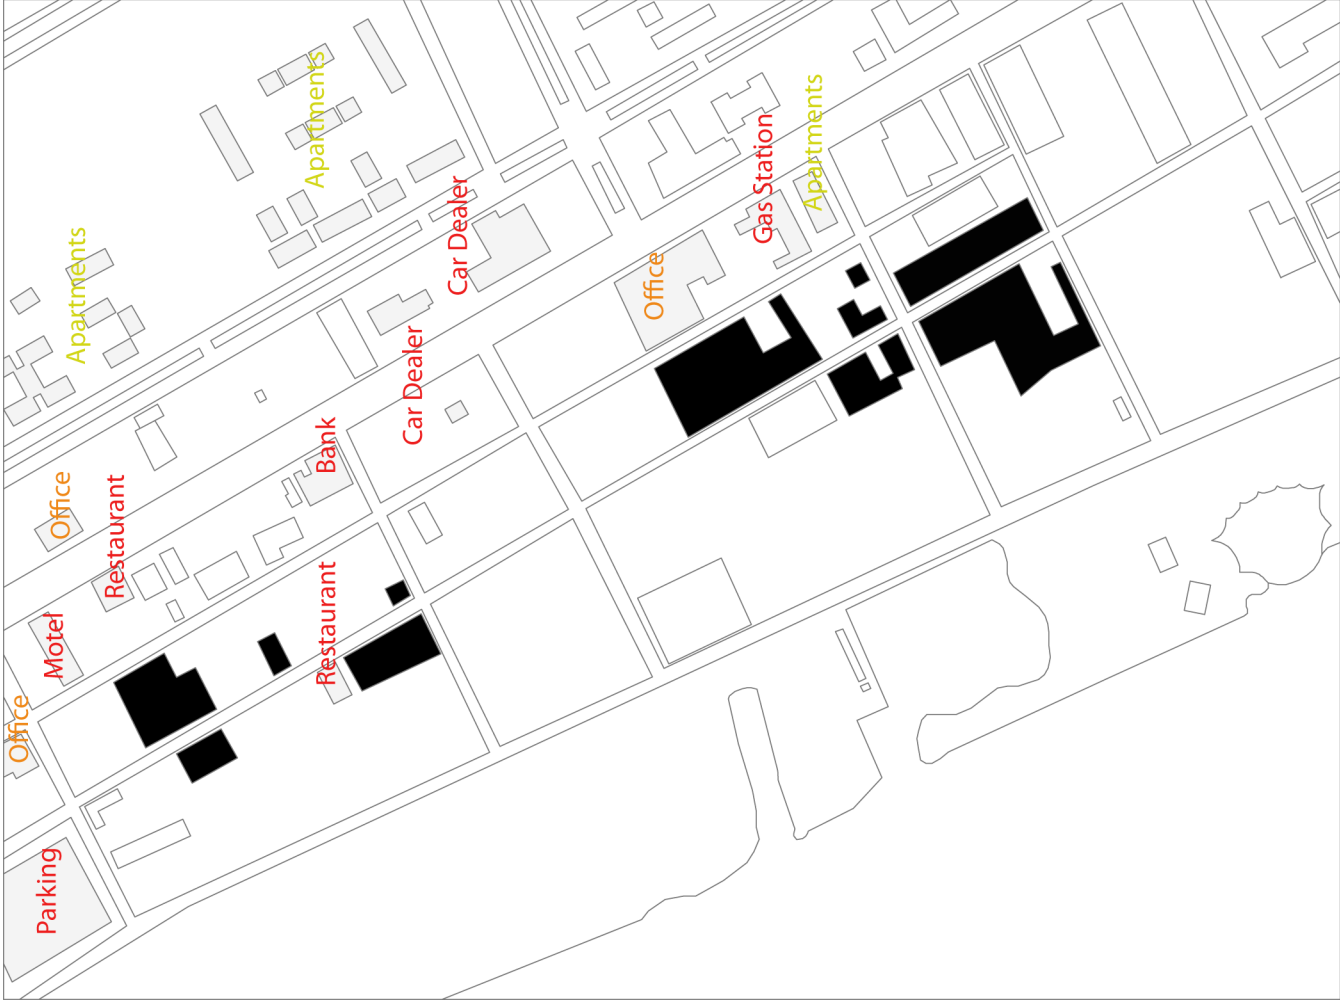 Apartments
Apartments
Gas Station
Car Dealer
Apartments
Office
Car Dealer
Bank
Office
Restaurant
Restaurant
Motel
Office
Parking